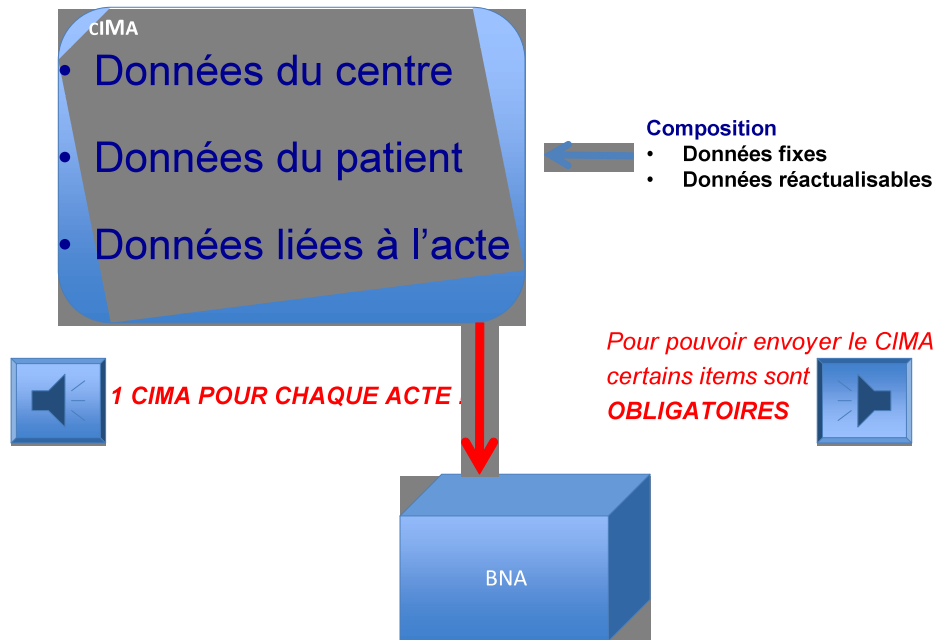 CIMA
• Données du centre
• Données du patient
• Données liées à l'acte
Composition
• Données fixes
• Données réactualisables
Pour pouvoir envoyer le CIMA
certains items sont
OBLIGATOIRES
1 CIMA POUR CHAQUE ACTE
BNA